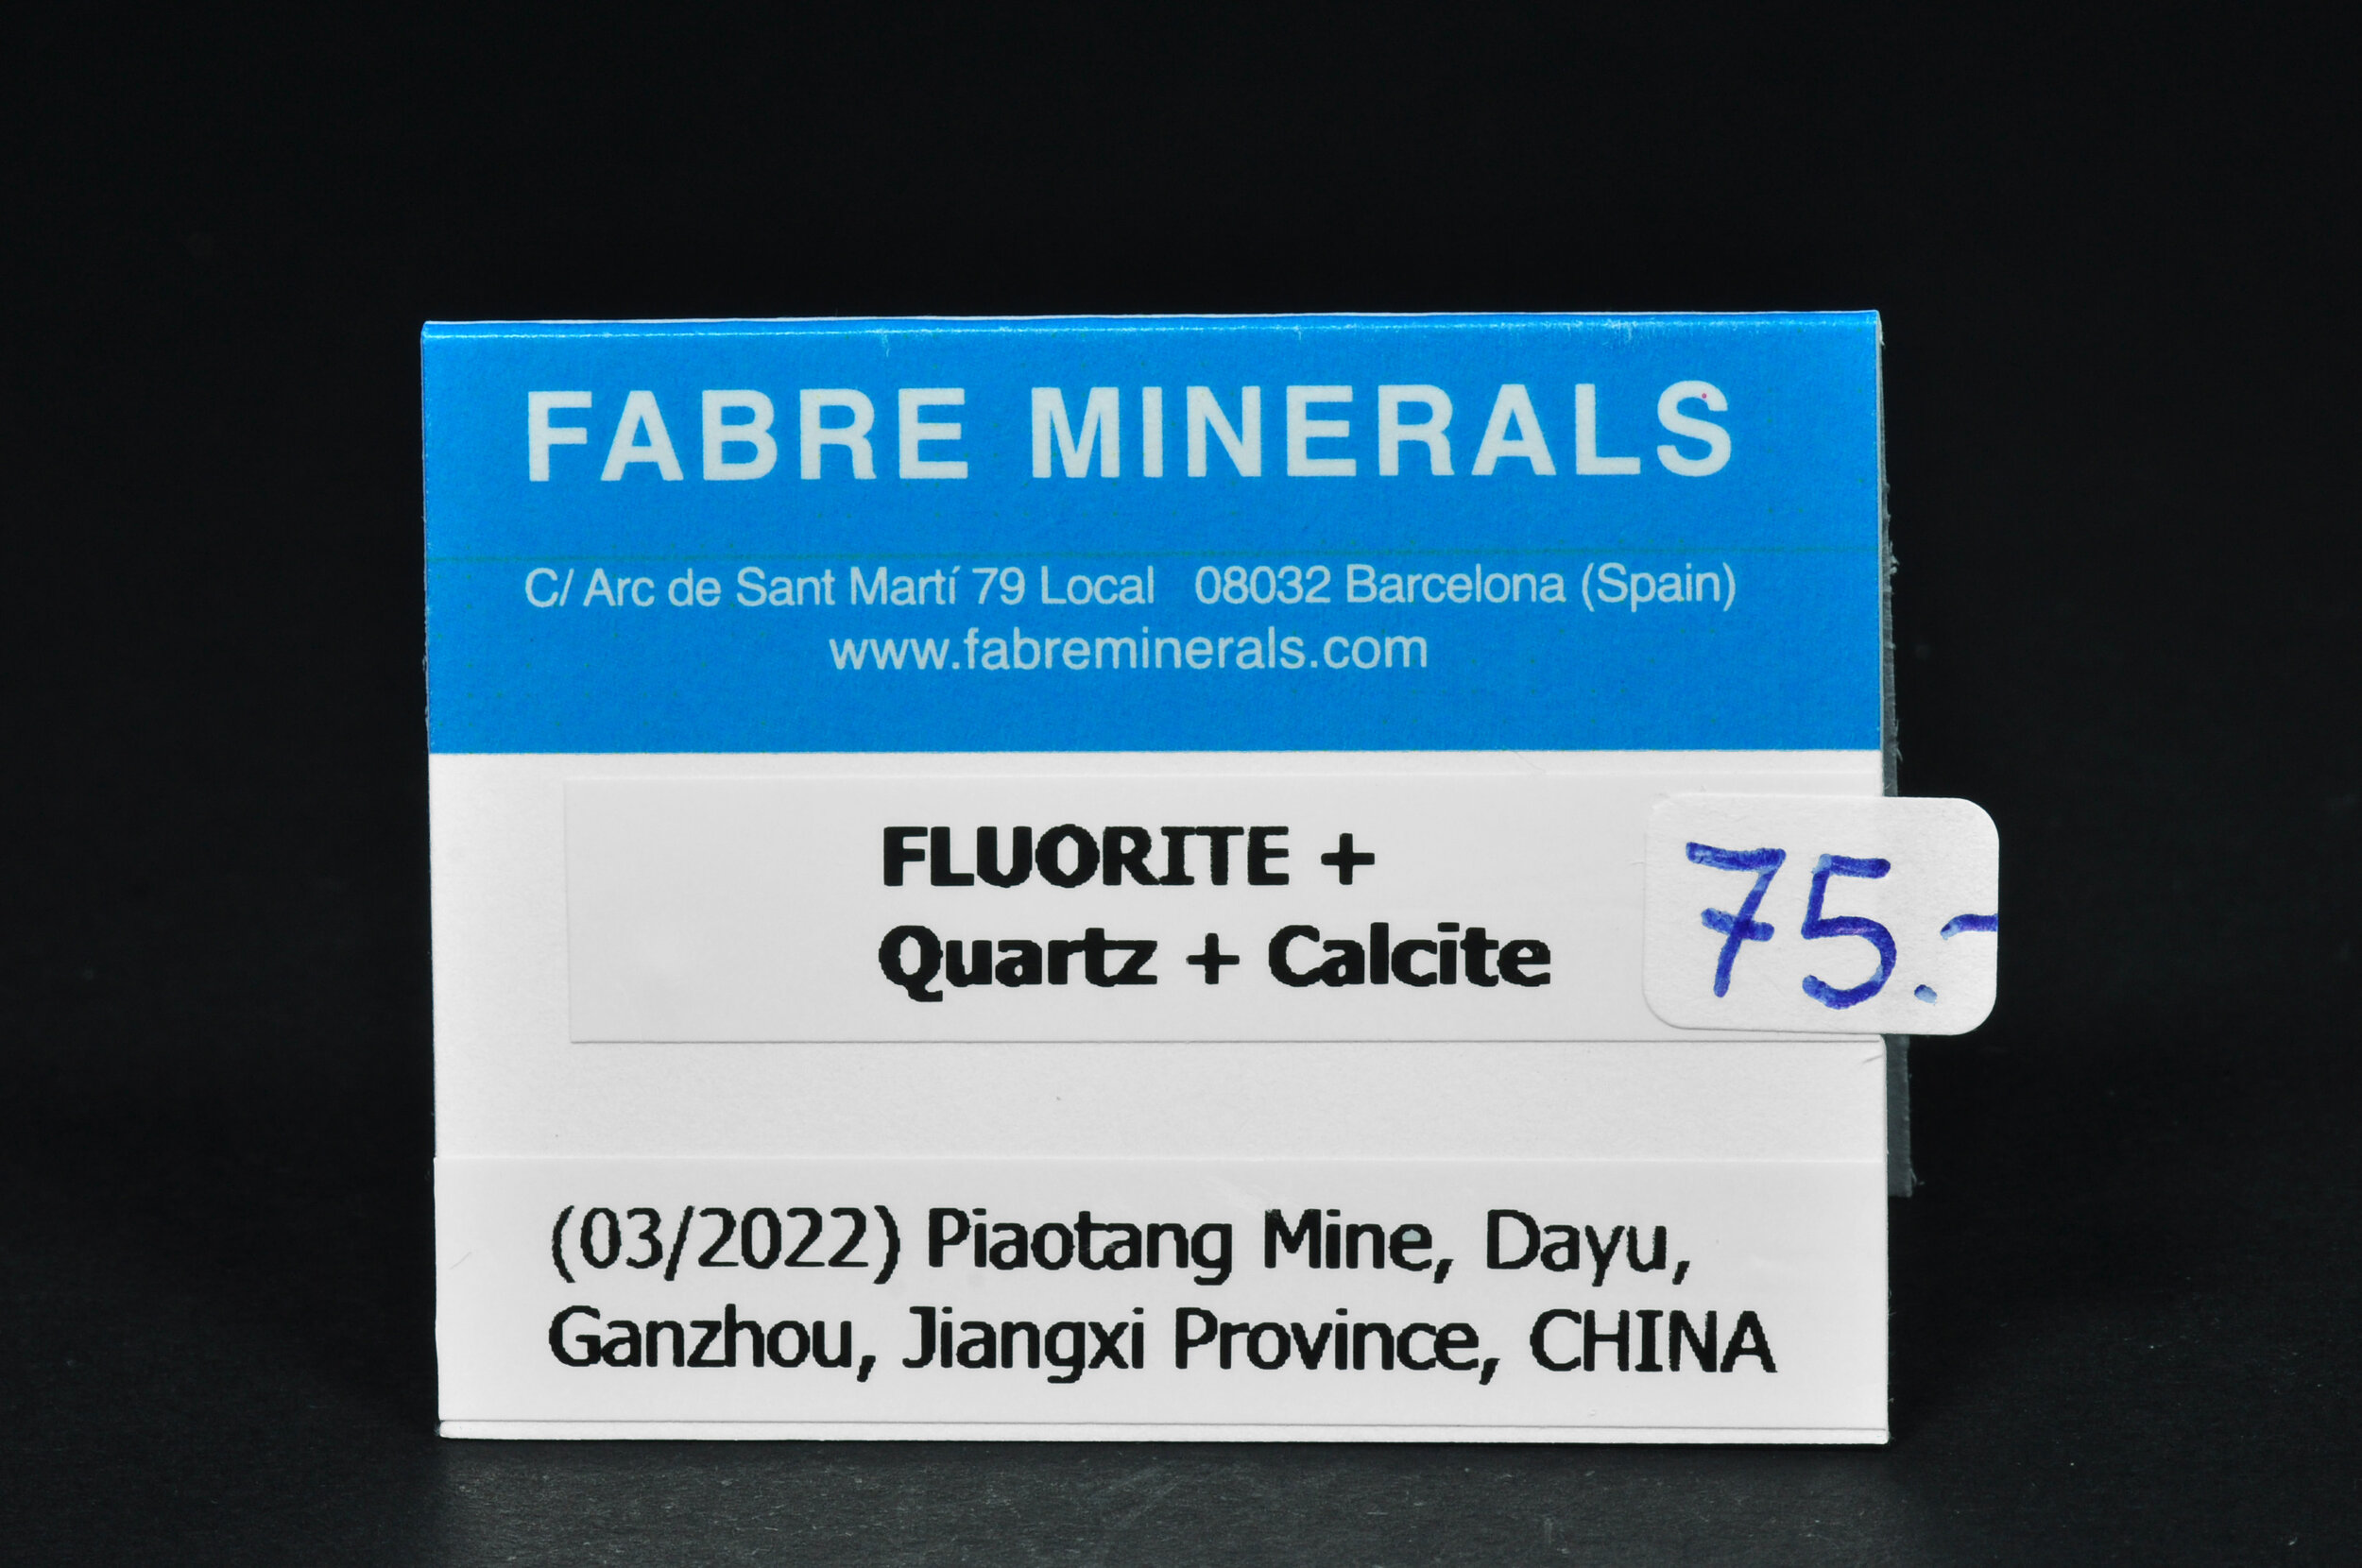 FABRE MINERALS
C/ Arc de Sant Martí 79 Local 08032 Barcelona (Spain)
www.fabreminerals.com
FLUORITE +
Quartz + Calcite
75.-
(03/2022) Piaotang Mine, Dayu,
Ganzhou, Jiangxi Province, CHINA